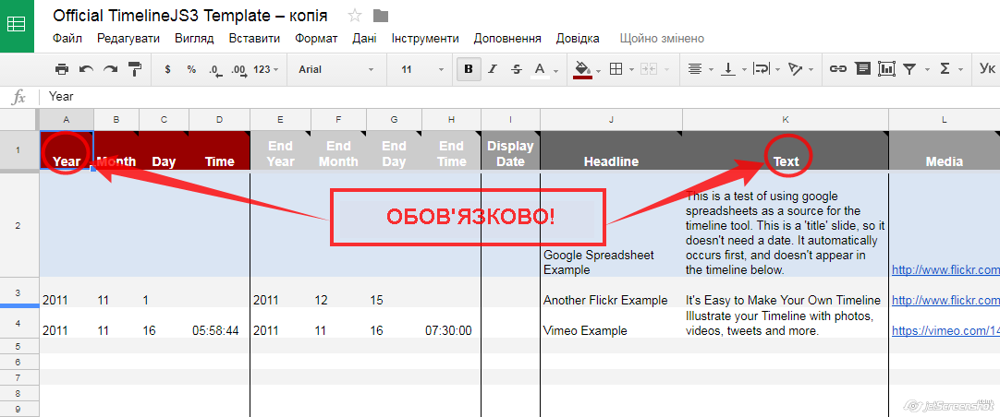 Official TimelineJS3 Template – копія
Файл Редагувати Вигляд Вставити Формат Дані Інструменти Доповнення Довідка Щойно змінено
$ % .0 .00 123 Arial 11 B I S A Σ Ук
fx Year
A B C D E F G H I J K L
1 Year Month Day Time End Year End Month End Day End Time Display Date Headline Text Media
ОБОВ'ЯЗКОВО!
2 Google Spreadsheet Example This is a test of using google
spreadsheets as a source for the
timeline tool. This is a 'title' slide, so it
doesn't need a date. It automatically
occurs first, and doesn't appear in
the timeline below. http://www.flickr.com
3 2011 11 1 2011 12 15 Another Flickr Example It's Easy to Make Your Own Timeline http://www.flickr.com
4 2011 11 16 05:58:44 2011 11 16 07:30:00 Vimeo Example Illustrate your Timeline with photos,
videos, tweets and more. https://vimeo.com/14
5
6
7
8
9
jetScreenshot.com